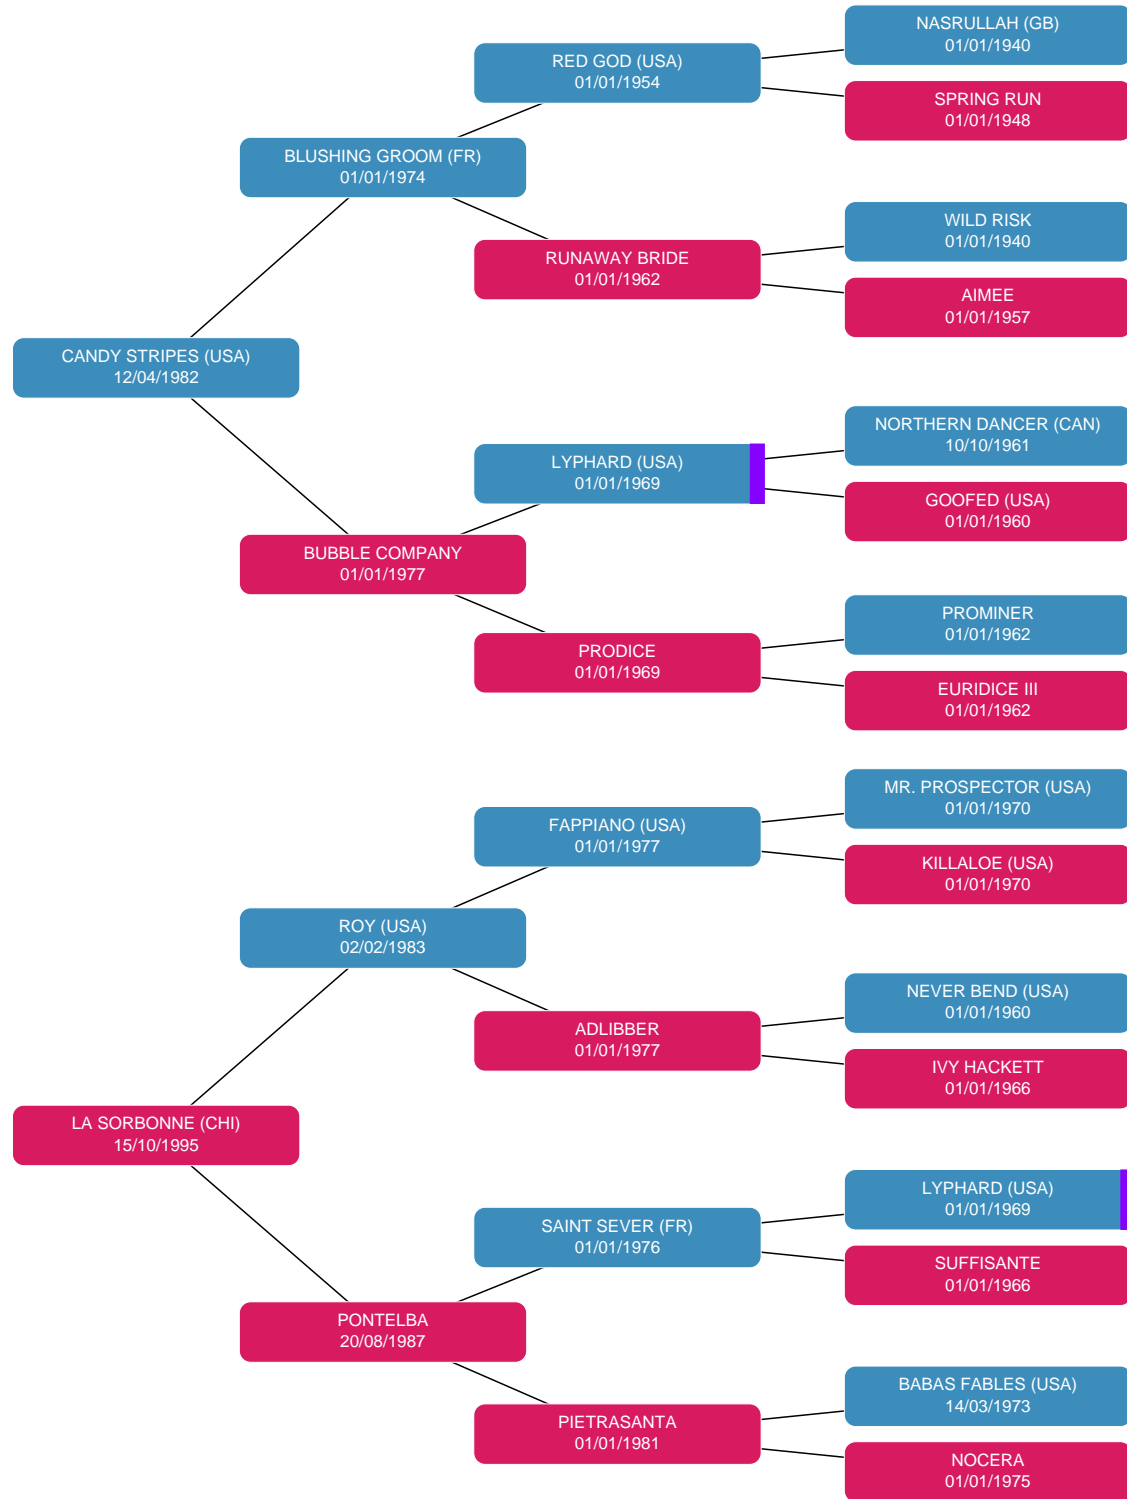 NASRULLAH (GB)
01/01/1940
RED GOD (USA)
01/01/1954
SPRING RUN
01/01/1948
BLUSHING GROOM (FR)
01/01/1974
WILD RISK
01/01/1940
RUNAWAY BRIDE
01/01/1962
AIMEE
01/01/1957
CANDY STRIPES (USA)
12/04/1982
NORTHERN DANCER (CAN)
10/10/1961
LYPHARD (USA)
01/01/1969
GOOFED (USA)
01/01/1960
BUBBLE COMPANY
01/01/1977
PROMINER
01/01/1962
PRODICE
01/01/1969
EURIDICE III
01/01/1962
MR. PROSPECTOR (USA)
01/01/1970
FAPPIANO (USA)
01/01/1977
KILLALOE (USA)
01/01/1970
ROY (USA)
02/02/1983
NEVER BEND (USA)
01/01/1960
ADLIBBER
01/01/1977
IVY HACKETT
01/01/1966
LA SORBONNE (CHI)
15/10/1995
LYPHARD (USA)
01/01/1969
SAINT SEVER (FR)
01/01/1976
SUFFISANTE
01/01/1966
PONTELBA
20/08/1987
BABAS FABLES (USA)
14/03/1973
PIETRASANTA
01/01/1981
NOCERA
01/01/1975